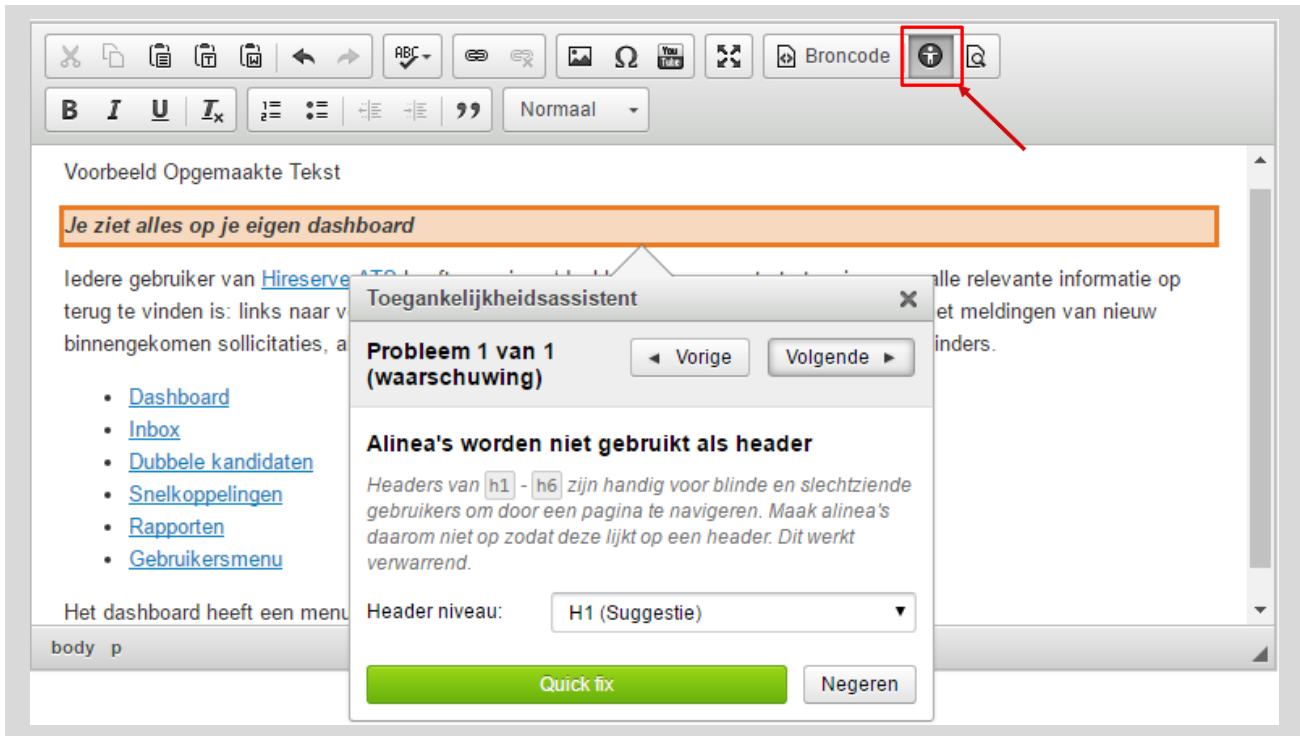 ABC
You
Tube
Broncode
B I U Ix
Normaal
Voorbeeld Opgemaakte Tekst
Je ziet alles op je eigen dashboard
Iedere gebruiker van Hireserve alle relevante informatie op
terug te vinden is: links naar et meldingen van nieuw
binnengekomen sollicitaties,
Dashboard
Inbox
Dubbele kandidaten
Snelkoppelingen
Rapporten
Gebruikersmenu
Het dashboard heeft een menu
body p
Toegankelijkheidsassistent
Probleem 1 van 1
(waarschuwing)
Vorige
Volgende
Alinea's worden niet gebruikt als header
Headers van h1 - h6 zijn handig voor blinde en slechtziende
gebruikers om door een pagina te navigeren. Maak alinea's
daarom niet op zodat deze lijkt op een header. Dit werkt
verwarrend.
Header niveau:
H1 (Suggestie)
Quick fix
Negeren